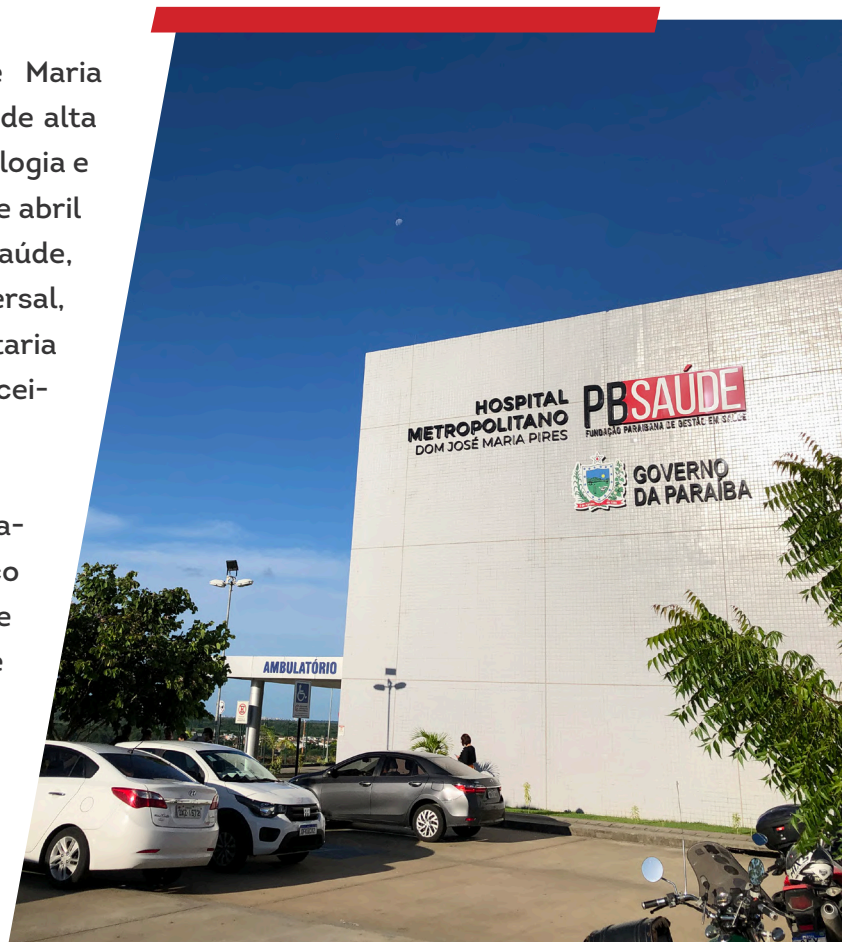 e Maria
de alta
logia e
e abril
aúde,
ersal,
taria
cei-
a-
o
e
e
HOSPITAL
METROPOLITANO
DOM JOSÉ MARIA PIRES
PBSAÚDE
FUNDAÇÃO PARAIBANA DE GESTÃO EM SAÚDE
GOVERNO
DA PARAÍBA
AMBULATÓRIO